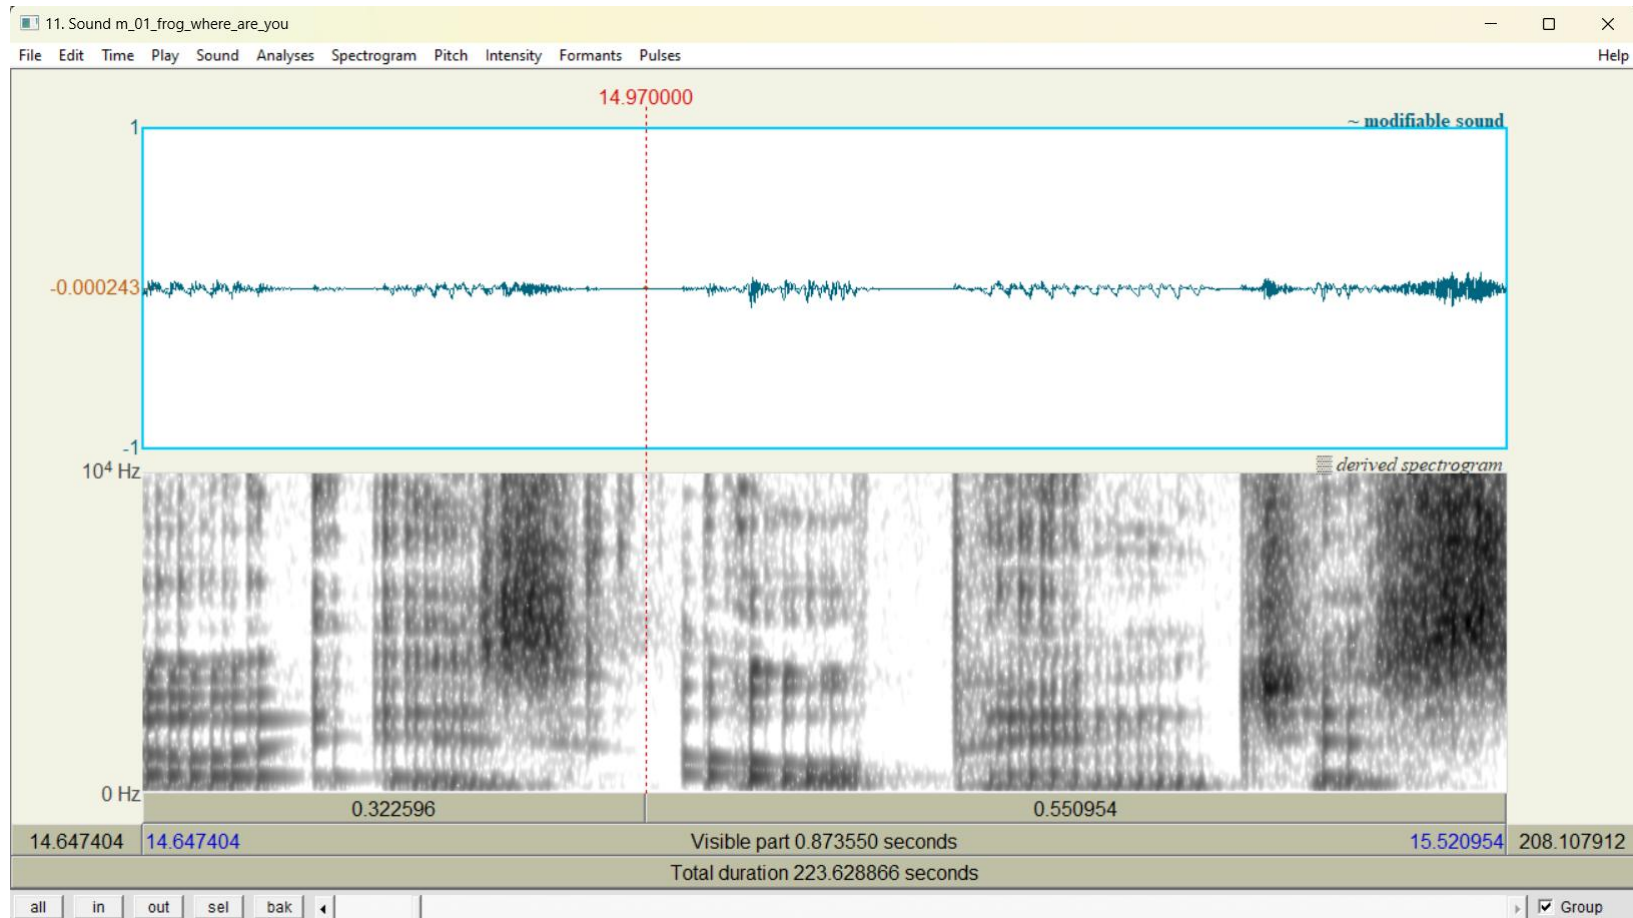 11. Sound m_01_frog_where_are_you
File Edit Time Play Sound Analyses Spectrogram Pitch Intensity Formants Pulses Help
14.970000
1
~ modifiable sound
-0.000243
-1
10⁴ Hz
derived spectrogram
0 Hz
0.322596 0.550954
14.647404 14.647404 Visible part 0.873550 seconds 15.520954 208.107912
Total duration 223.628866 seconds
all in out sel bak Group